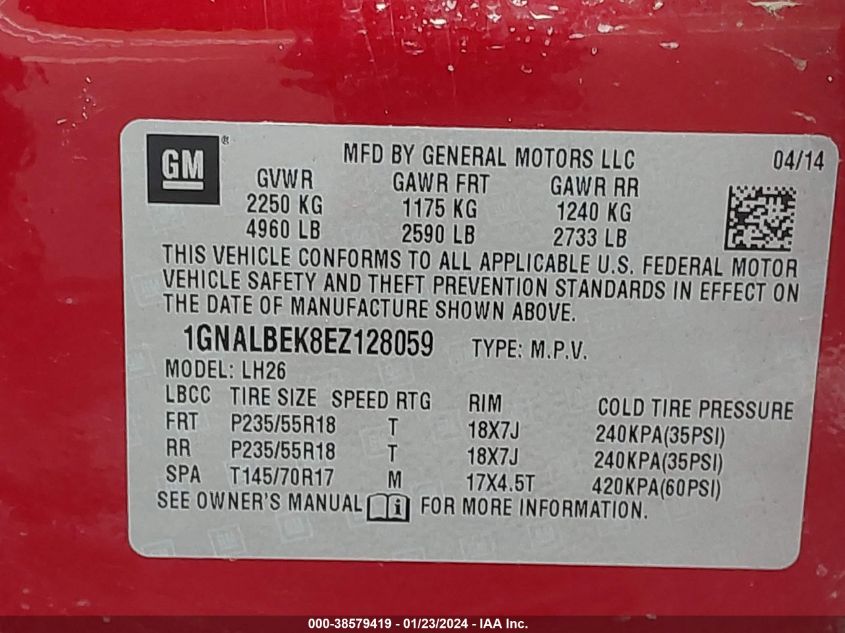 GM ® MFD BY GENERAL MOTORS LLC 04/14
GVWR GAWR FRT GAWR RR
2250 KG 1175 KG 1240 KG
4960 LB 2590 LB 2733 LB
THIS VEHICLE CONFORMS TO ALL APPLICABLE U.S. FEDERAL MOTOR
VEHICLE SAFETY AND THEFT PREVENTION STANDARDS IN EFFECT ON
THE DATE OF MANUFACTURE SHOWN ABOVE.
1GNALBEK8EZ128059 TYPE: M.P.V.
MODEL: LH26
LBCC TIRE SIZE SPEED RTG RIM COLD TIRE PRESSURE
FRT P235/55R18 T 18X7J 240KPA(35PSI)
RR P235/55R18 T 18X7J 240KPA(35PSI)
SPA T145/70R17 M 17X4.5T 420KPA(60PSI)
SEE OWNER'S MANUAL i FOR MORE INFORMATION.
000-38579419 - 01/23/2024 - IAA Inc.